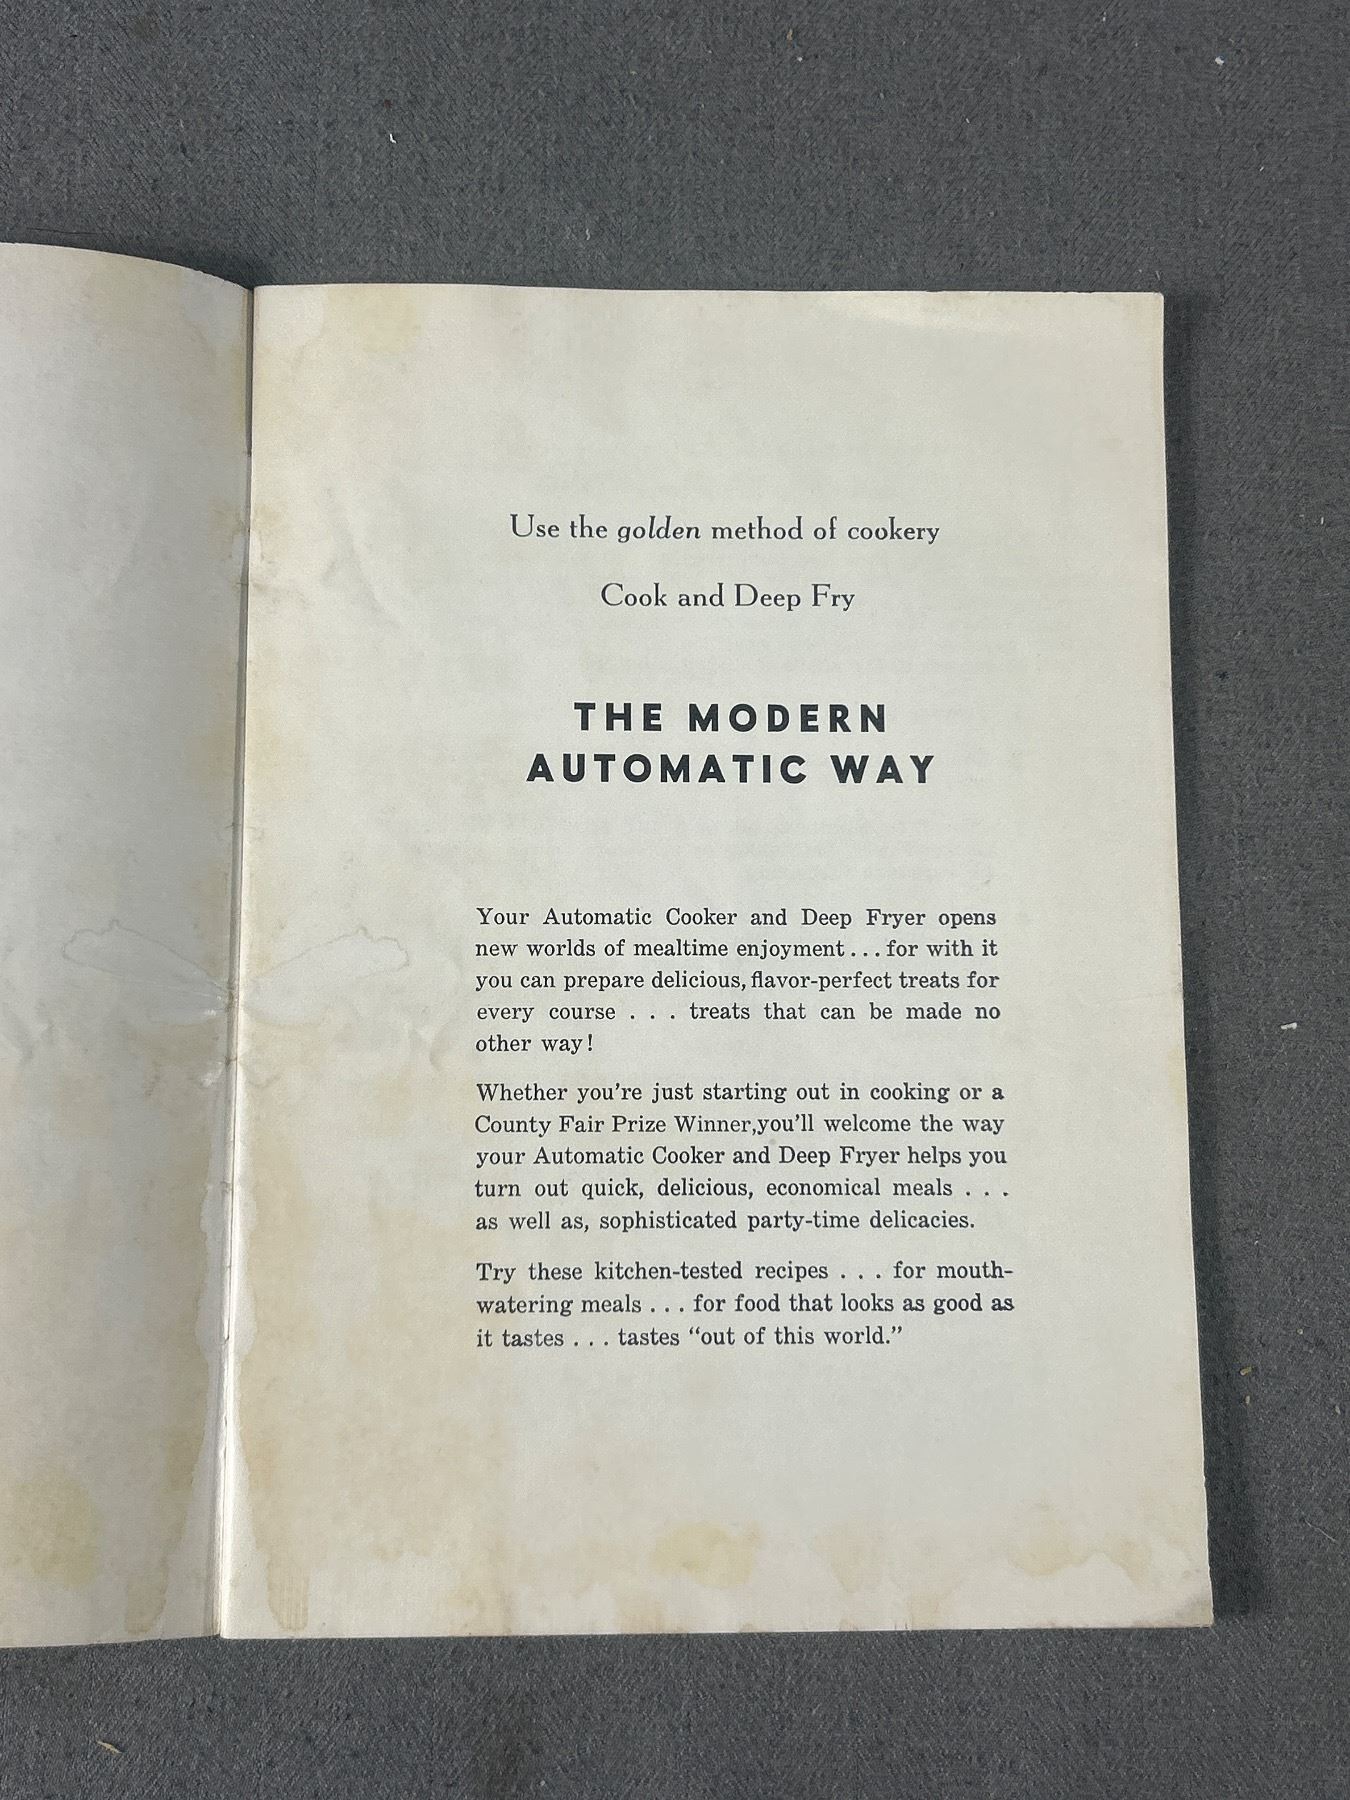 Use the golden method of cookery
Cook and Deep Fry
THE MODERN
AUTOMATIC WAY
Your Automatic Cooker and Deep Fryer opens
new worlds of mealtime enjoyment . . . for with it
you can prepare delicious, flavor-perfect treats for
every course . . . treats that can be made no
other way!
Whether you're just starting out in cooking or a
County Fair Prize Winner,you'll welcome the way
your Automatic Cooker and Deep Fryer helps you
turn out quick, delicious, economical meals . . .
as well as, sophisticated party-time delicacies.
Try these kitchen-tested recipes . . . for mouth-
watering meals . . . for food that looks as good as
it tastes . . . tastes “out of this world.”